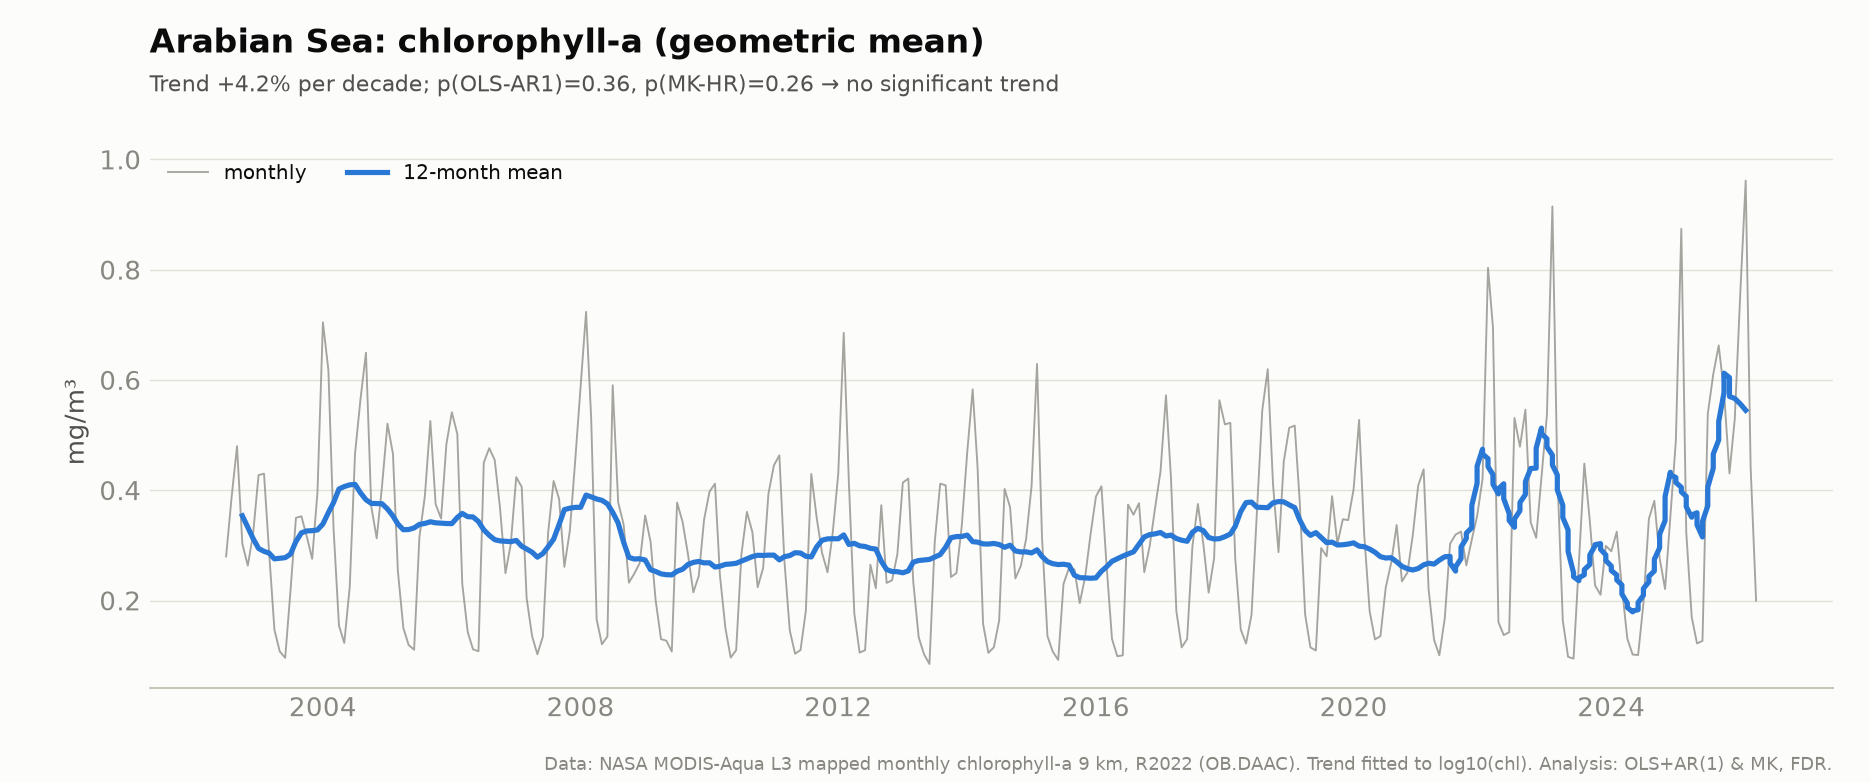 Arabian Sea: chlorophyll-a (geometric mean)
Trend +4.2% per decade; p(OLS-AR1)=0.36, p(MK-HR)=0.26 → no significant trend
monthly
12-month mean
mg/m³
1.0
0.8
0.6
0.4
0.2
2004 2008 2012 2016 2020 2024
Data: NASA MODIS-Aqua L3 mapped monthly chlorophyll-a 9 km, R2022 (OB.DAAC). Trend fitted to log10(chl). Analysis: OLS+AR(1) & MK, FDR.